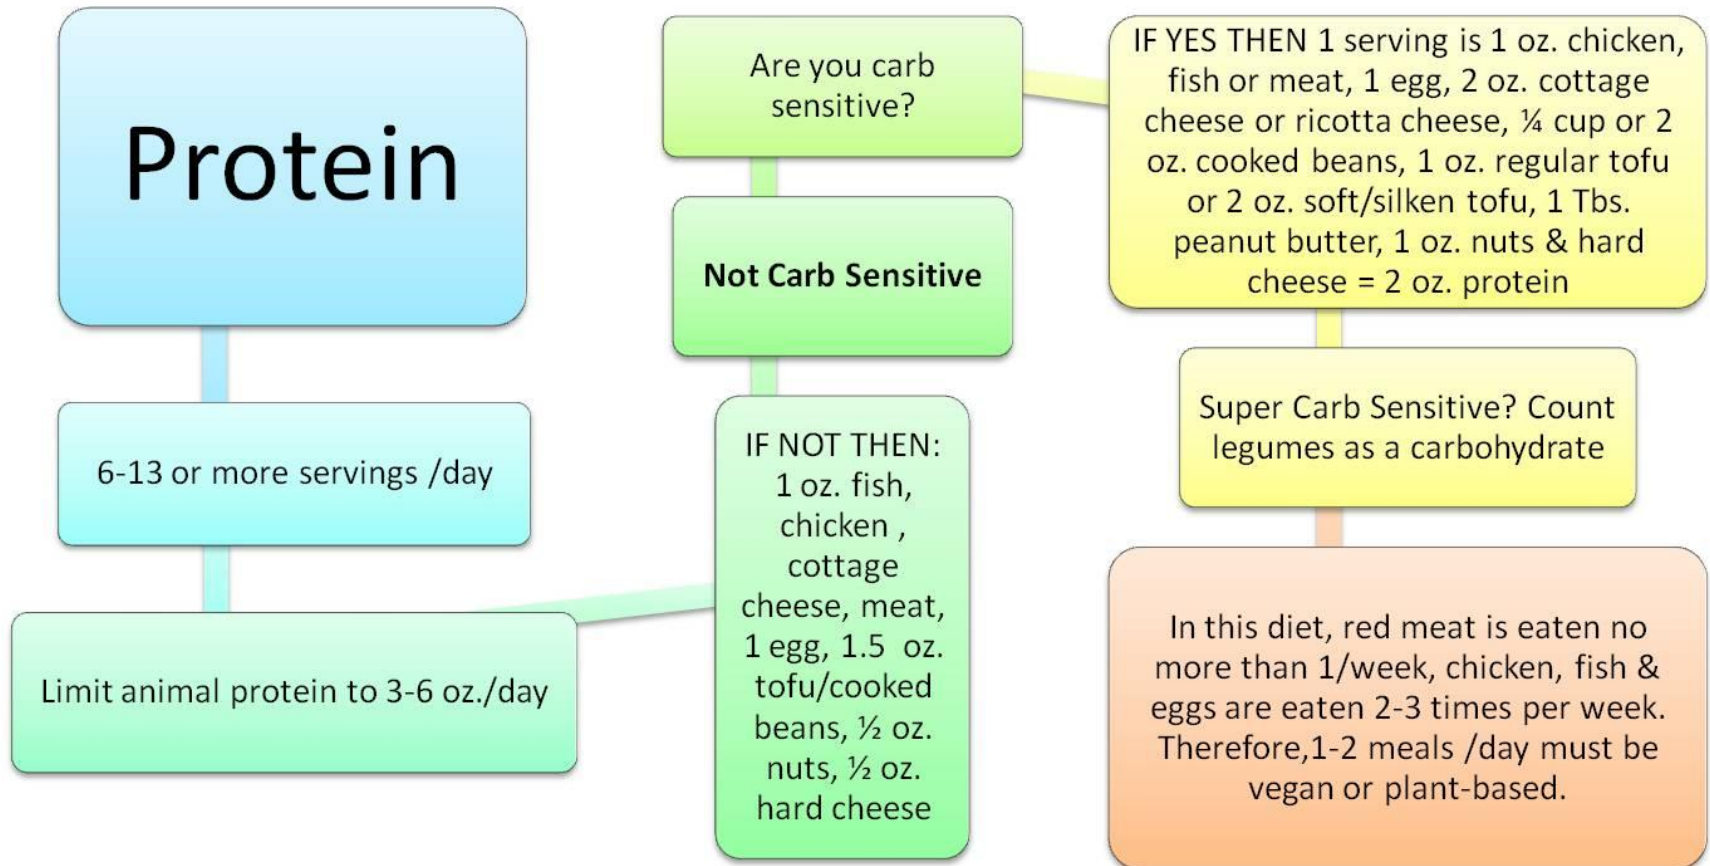 Protein
6-13 or more servings /day
Limit animal protein to 3-6 oz./day
IF NOT THEN:
1 oz. fish,
chicken ,
cottage
cheese, meat,
1 egg, 1.5 oz.
tofu/cooked
beans, ½ oz.
nuts, ½ oz.
hard cheese
Not Carb Sensitive
Are you carb
sensitive?
IF YES THEN 1 serving is 1 oz. chicken,
fish or meat, 1 egg, 2 oz. cottage
cheese or ricotta cheese, ¼ cup or 2
oz. cooked beans, 1 oz. regular tofu
or 2 oz. soft/silken tofu, 1 Tbs.
peanut butter, 1 oz. nuts & hard
cheese = 2 oz. protein
Super Carb Sensitive? Count
legumes as a carbohydrate
In this diet, red meat is eaten no
more than 1/week, chicken, fish &
eggs are eaten 2-3 times per week.
Therefore,1-2 meals /day must be
vegan or plant-based.